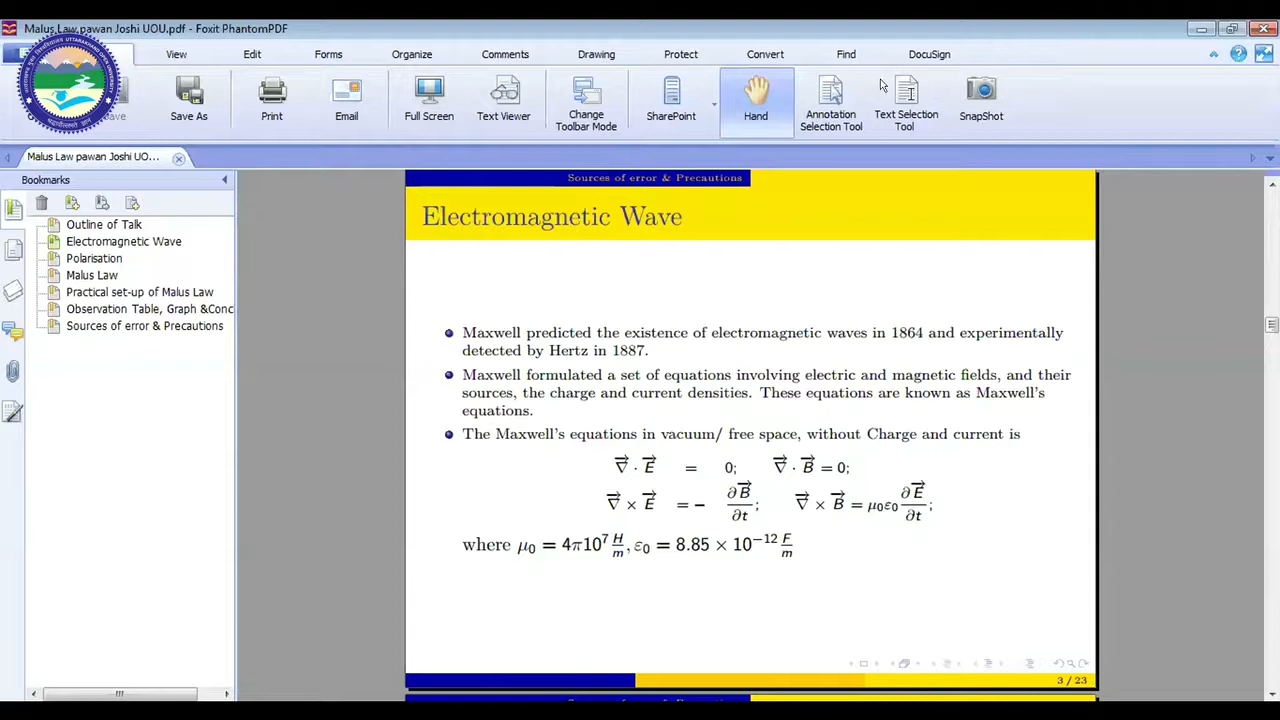 Malus Law pawan Joshi UOU.pdf - Foxit PhantomPDF
View Edit Forms Organize Comments Drawing Protect Convert Find DocuSign
Save As Print Email Full Screen Text Viewer Change Toolbar Mode SharePoint Hand Annotation Selection Tool Text Selection Tool SnapShot
Malus Law pawan Joshi UO...
Bookmarks
Outline of Talk
Electromagnetic Wave
Polarisation
Malus Law
Practical set-up of Malus Law
Observation Table, Graph &Conc
Sources of error & Precautions
Sources of error & Precautions
Electromagnetic Wave
Maxwell predicted the existence of electromagnetic waves in 1864 and experimentally
detected by Hertz in 1887.
Maxwell formulated a set of equations involving electric and magnetic fields, and their
sources, the charge and current densities. These equations are known as Maxwell's
equations.
The Maxwell's equations in vacuum/ free space, without Charge and current is
∇⃗ · E⃗ = 0; ∇⃗ · B⃗ = 0;
∇⃗ × E⃗ = − ∂B⃗/∂t; ∇⃗ × B⃗ = μ₀ε₀ ∂E⃗/∂t;
where μ₀ = 4π10⁷ H/m, ε₀ = 8.85 × 10⁻¹² F/m
3 / 23